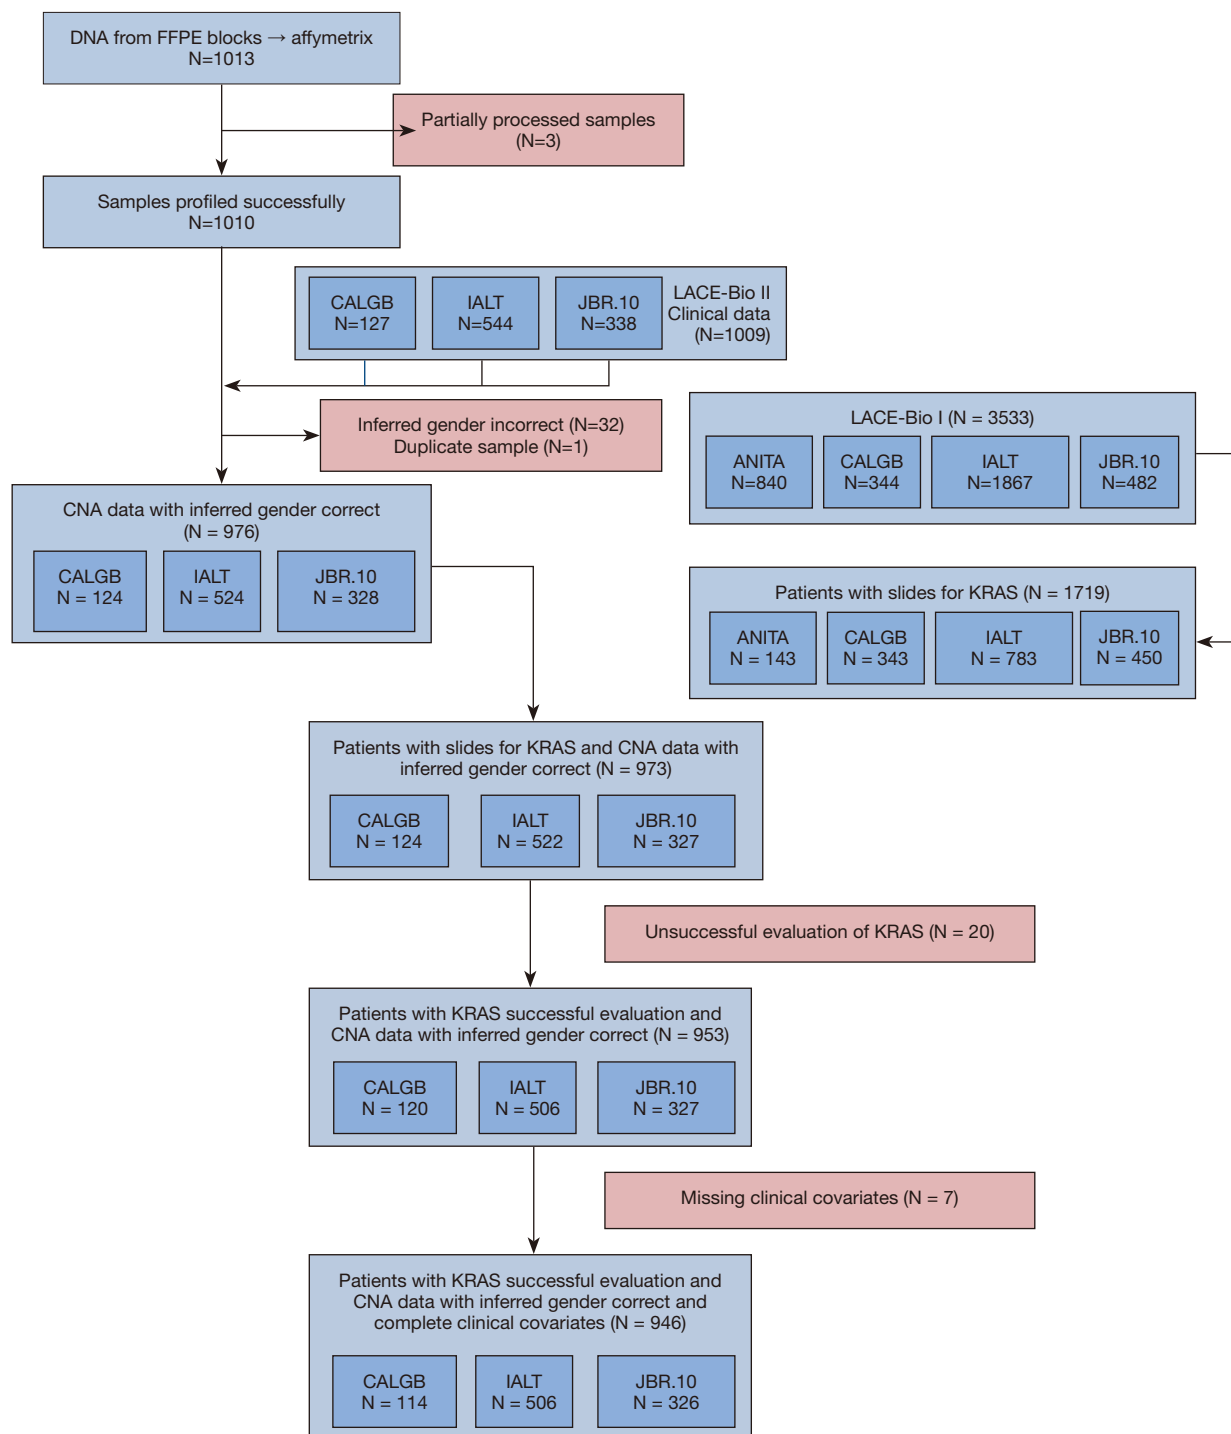 DNA from FFPE blocks → affymetrix
N=1013
Partially processed samples
(N=3)
Samples profiled successfully
N=1010
CALGB
N=127
IALT
N=544
JBR.10
N=338
LACE-Bio II
Clinical data
(N=1009)
Inferred gender incorrect (N=32)
Duplicate sample (N=1)
LACE-Bio I (N = 3533)
ANITA
N=840
CALGB
N=344
IALT
N=1867
JBR.10
N=482
CNA data with inferred gender correct
(N = 976)
CALGB
N = 124
IALT
N = 524
JBR.10
N = 328
Patients with slides for KRAS (N = 1719)
ANITA
N = 143
CALGB
N = 343
IALT
N = 783
JBR.10
N = 450
Patients with slides for KRAS and CNA data with
inferred gender correct (N = 973)
CALGB
N = 124
IALT
N = 522
JBR.10
N = 327
Unsuccessful evaluation of KRAS (N = 20)
Patients with KRAS successful evaluation and
CNA data with inferred gender correct (N = 953)
CALGB
N = 120
IALT
N = 506
JBR.10
N = 327
Missing clinical covariates (N = 7)
Patients with KRAS successful evaluation and
CNA data with inferred gender correct and
complete clinical covariates (N = 946)
CALGB
N = 114
IALT
N = 506
JBR.10
N = 326